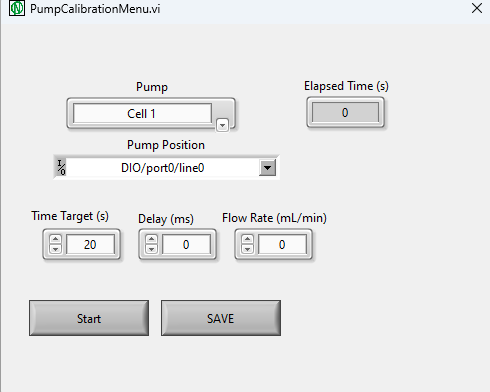 PumpCalibrationMenu.vi
Pump
Elapsed Time (s)
Cell 1
0
Pump Position
I/O
DIO/port0/line0
Time Target (s)
Delay (ms)
Flow Rate (mL/min)
20
0
0
Start
SAVE